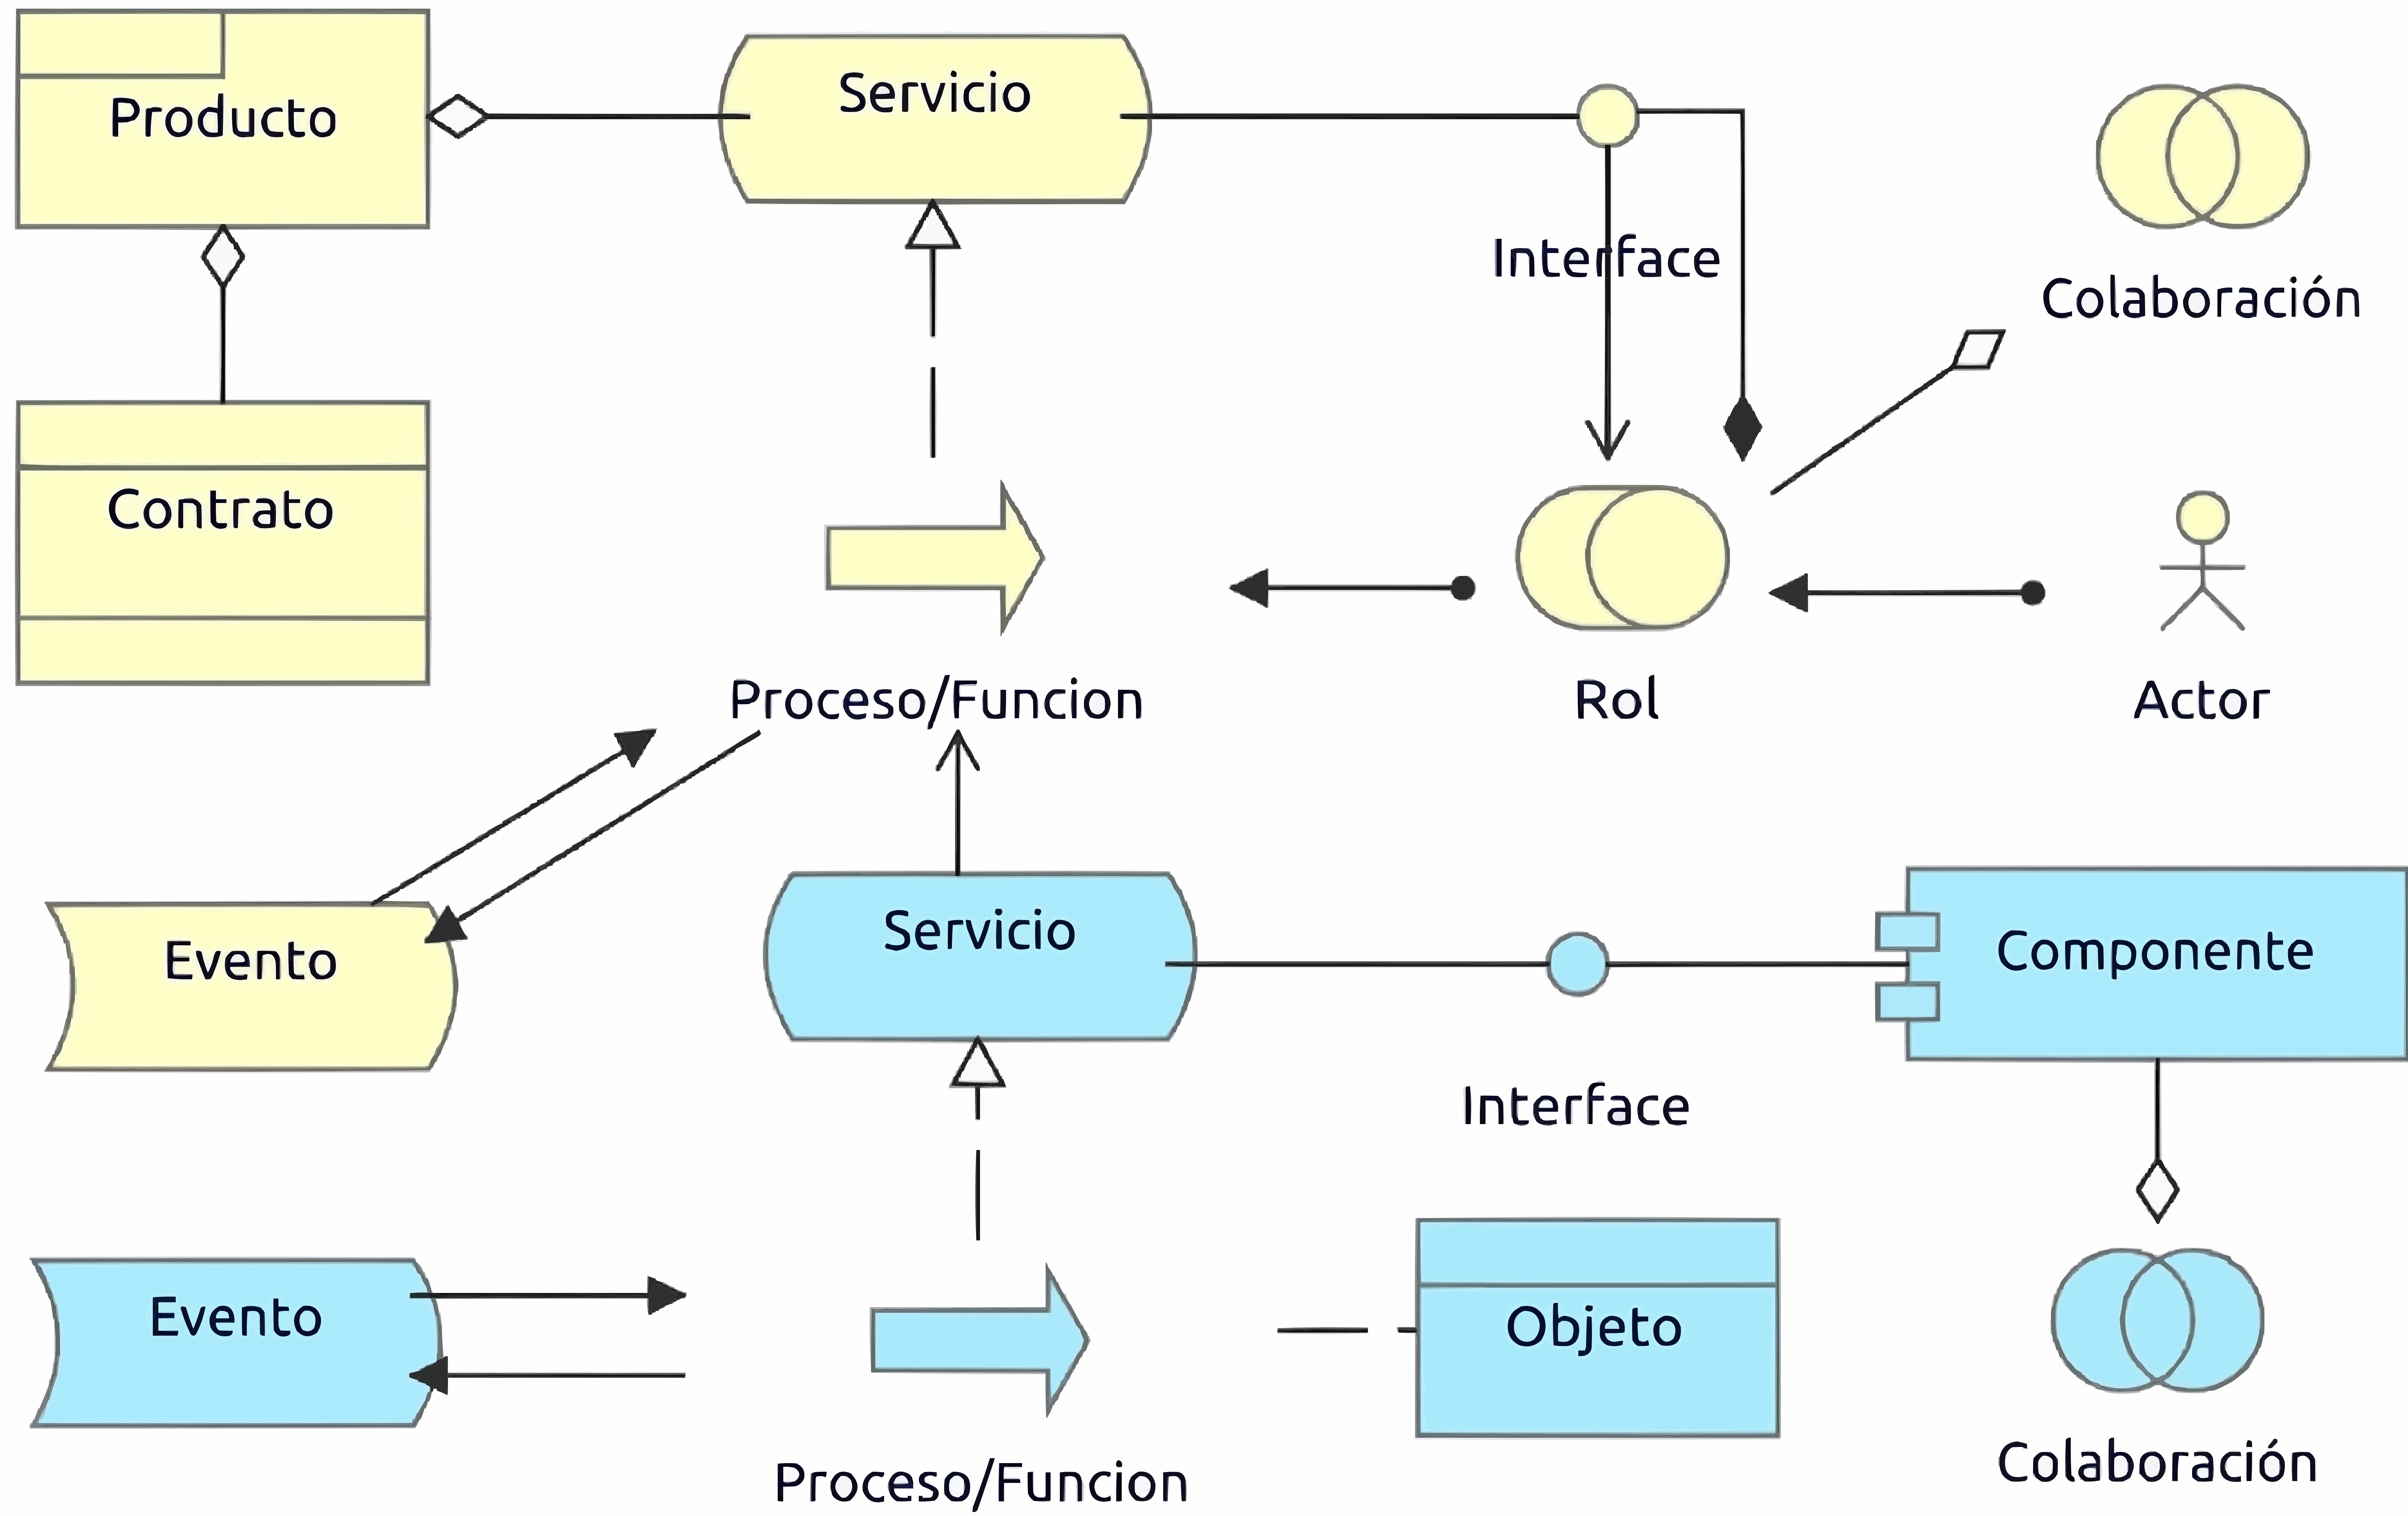 Producto
Servicio
Interface
Colaboración
Contrato
Proceso/Funcion
Rol
Actor
Evento
Servicio
Componente
Interface
Evento
Objeto
Proceso/Funcion
Colaboración